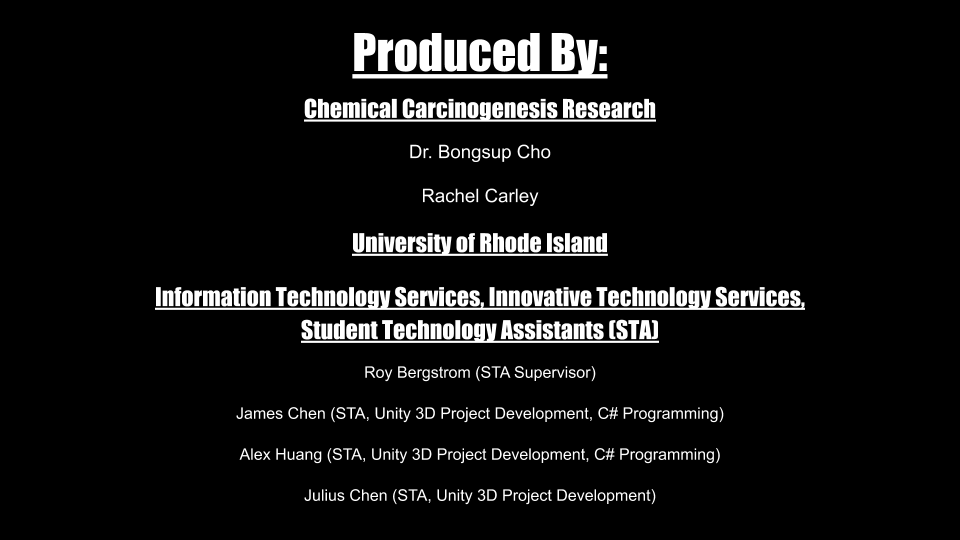 Produced By:
Chemical Carcinogenesis Research
Dr. Bongsup Cho
Rachel Carley
University of Rhode Island
Information Technology Services, Innovative Technology Services,
Student Technology Assistants (STA)
Roy Bergstrom (STA Supervisor)
James Chen (STA, Unity 3D Project Development, C# Programming)
Alex Huang (STA, Unity 3D Project Development, C# Programming)
Julius Chen (STA, Unity 3D Project Development)